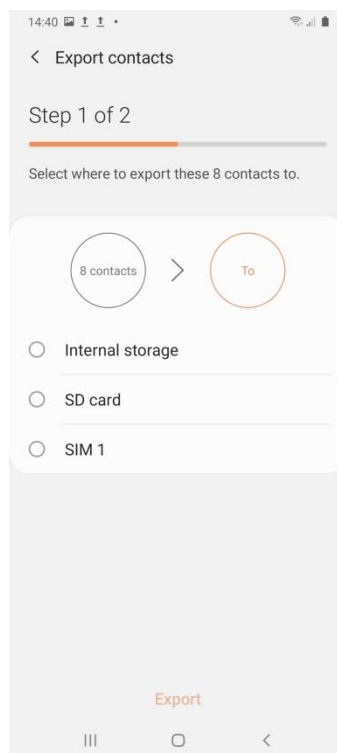 14:40
Export contacts
Step 1 of 2
Select where to export these 8 contacts to.
8 contacts
To
Internal storage
SD card
SIM 1
Export